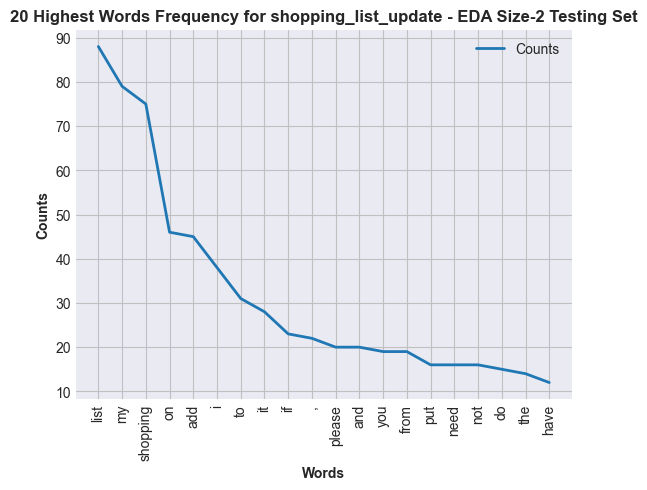 20 Highest Words Frequency for shopping_list_update - EDA Size-2 Testing Set
Counts
90
80
70
60
50
40
30
20
10
Counts
list my shopping on add i to it if , please and you from put need not do the have
Words